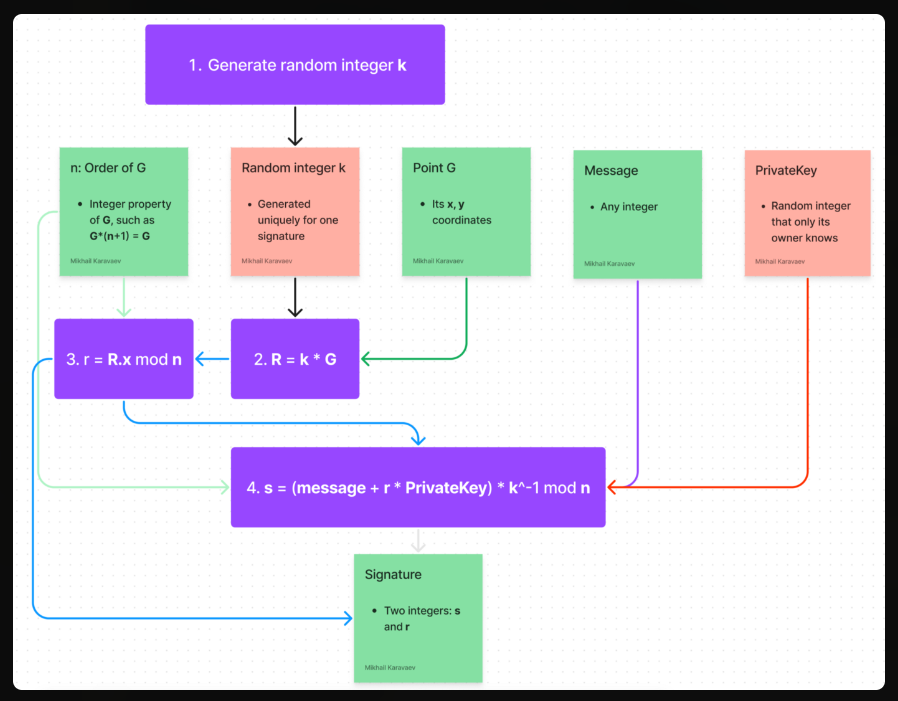 1. Generate random integer k
n: Order of G
• Integer property
of G, such as
G*(n+1) = G
Mikhail Karavaev
Random integer k
• Generated
uniquely for one
signature
Mikhail Karavaev
Point G
• Its x, y
coordinates
Mikhail Karavaev
Message
• Any integer
Mikhail Karavaev
PrivateKey
• Random integer
that only its
owner knows
Mikhail Karavaev
3. r = R.x mod n
2. R = k * G
4. s = (message + r * PrivateKey) * k^-1 mod n
Signature
• Two integers: s
and r
Mikhail Karavaev